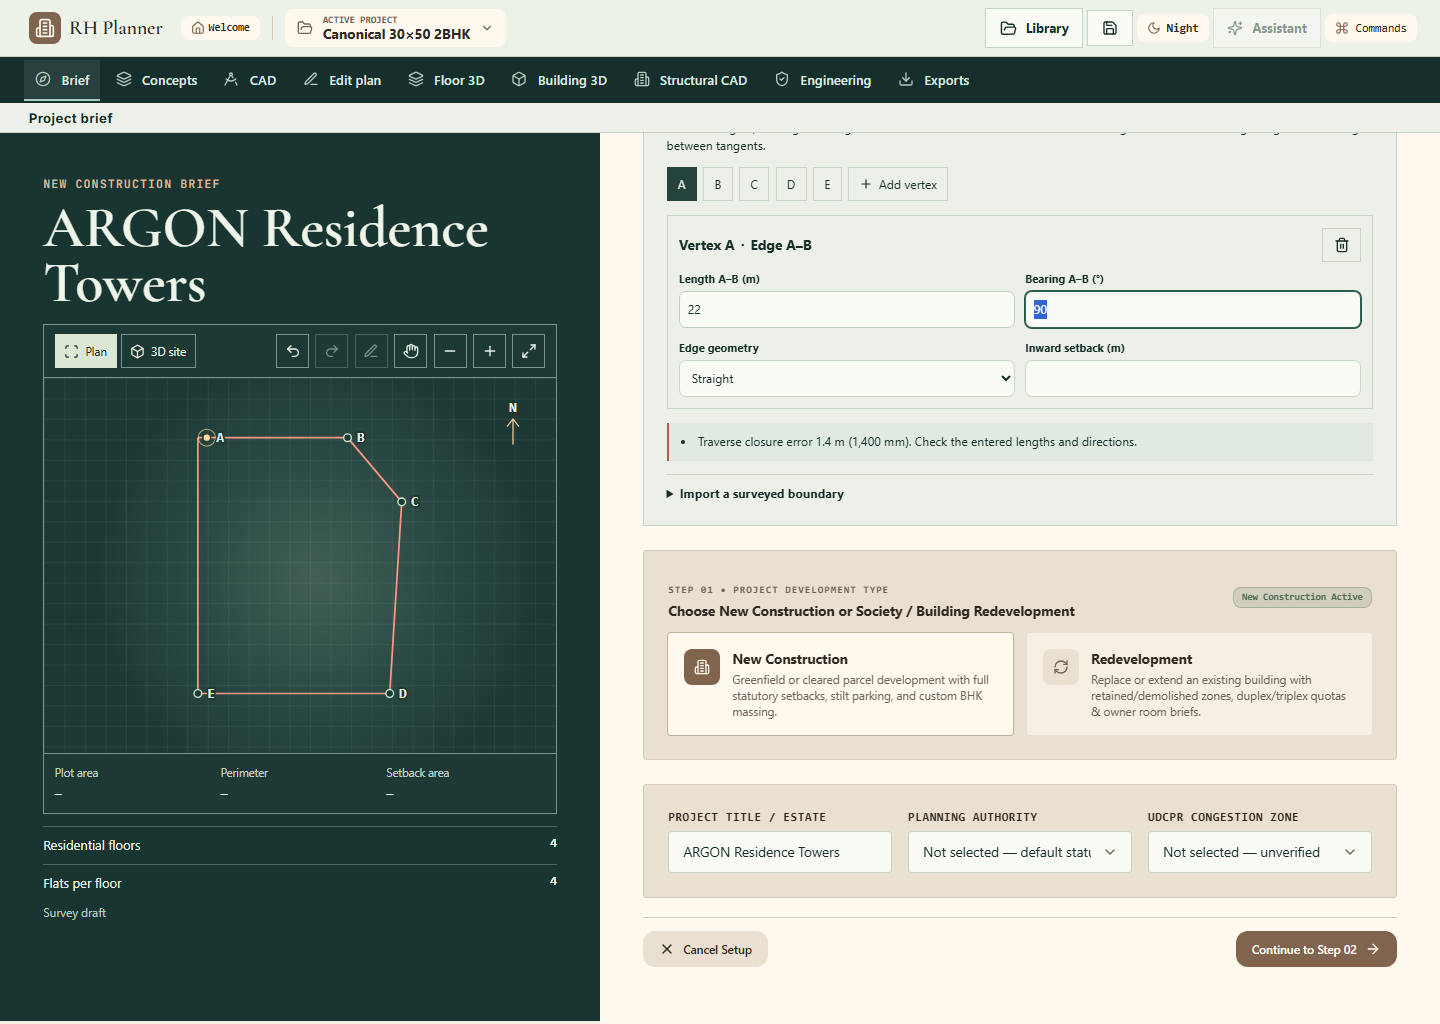 RH Planner
Welcome
ACTIVE PROJECT
Canonical 30×50 2BHK
Library
Night
Assistant
Commands
Brief
Concepts
CAD
Edit plan
Floor 3D
Building 3D
Structural CAD
Engineering
Exports
Project brief
NEW CONSTRUCTION BRIEF
ARGON Residence
Towers
Plan
3D site
N
A
B
C
D
E
Plot area
–
Perimeter
–
Setback area
–
Residential floors
4
Flats per floor
4
Survey draft
between tangents.
A
B
C
D
E
Add vertex
Vertex A · Edge A–B
Length A–B (m)
22
Bearing A–B (°)
90
Edge geometry
Straight
Inward setback (m)
• Traverse closure error 1.4 m (1,400 mm). Check the entered lengths and directions.
Import a surveyed boundary
STEP 01 • PROJECT DEVELOPMENT TYPE
Choose New Construction or Society / Building Redevelopment
New Construction Active
New Construction
Greenfield or cleared parcel development with full
statutory setbacks, stilt parking, and custom BHK
massing.
Redevelopment
Replace or extend an existing building with
retained/demolished zones, duplex/triplex quotas
& owner room briefs.
PROJECT TITLE / ESTATE
ARGON Residence Towers
PLANNING AUTHORITY
Not selected — default statu
UDCPR CONGESTION ZONE
Not selected — unverified
Cancel Setup
Continue to Step 02